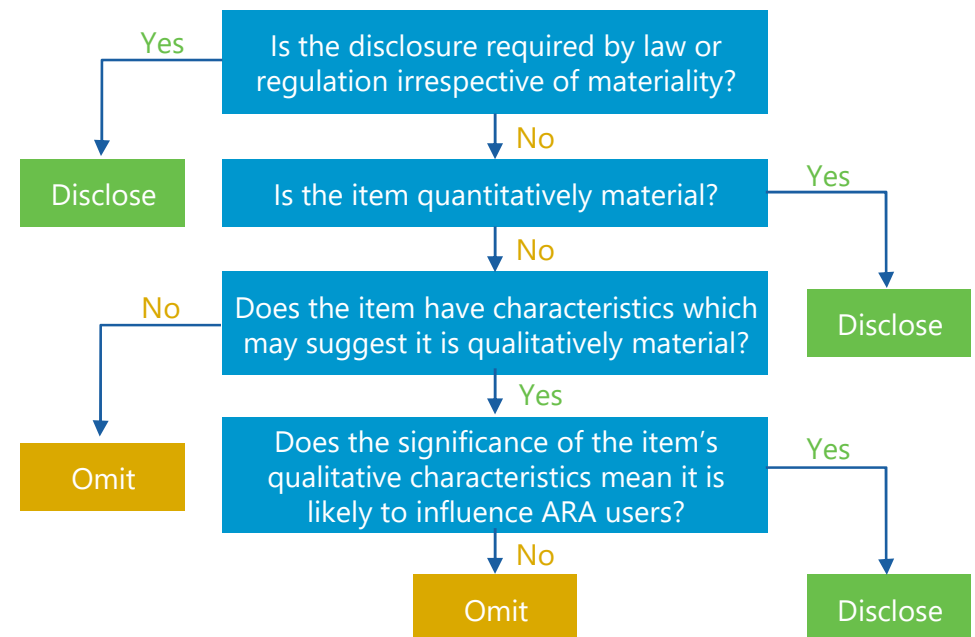 Yes
Is the disclosure required by law or
regulation irrespective of materiality?
No
Disclose
Is the item quantitatively material?
Yes
No
No
Does the item have characteristics which
may suggest it is qualitatively material?
Disclose
Yes
Omit
Does the significance of the item’s
qualitative characteristics mean it is
likely to influence ARA users?
Yes
No
Omit
Disclose